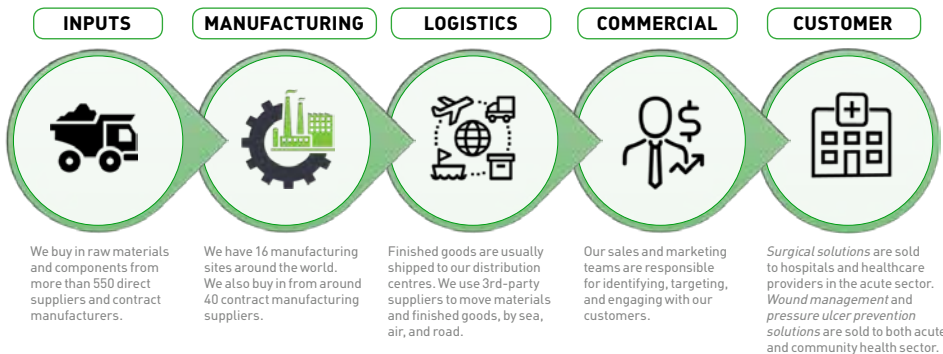 INPUTS
We buy in raw materials
and components from
more than 550 direct
suppliers and contract
manufacturers.
MANUFACTURING
We have 16 manufacturing
sites around the world.
We also buy in from around
40 contract manufacturing
suppliers.
LOGISTICS
Finished goods are usually
shipped to our distribution
centres. We use 3rd-party
suppliers to move materials
and finished goods, by sea,
air, and road.
COMMERCIAL
$
Our sales and marketing
teams are responsible
for identifying, targeting,
and engaging with our
customers.
CUSTOMER
Surgical solutions are sold
to hospitals and healthcare
providers in the acute sector.
Wound management and
pressure ulcer prevention
solutions are sold to both acute
and community health sector.